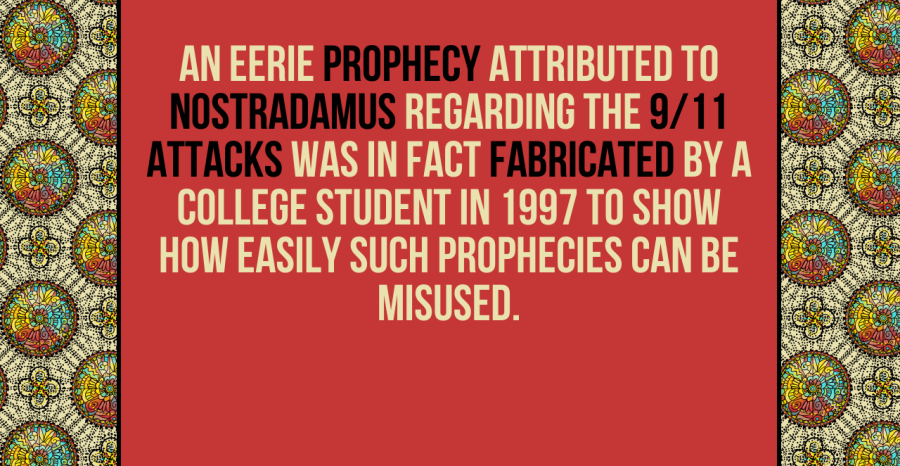 AN EERIE PROPHECY ATTRIBUTED TO
NOSTRADAMUS REGARDING THE 9/11
ATTACKS WAS IN FACT FABRICATED BY A
COLLEGE STUDENT IN 1997 TO SHOW
HOW EASILY SUCH PROPHECIES CAN BE
MISUSED.